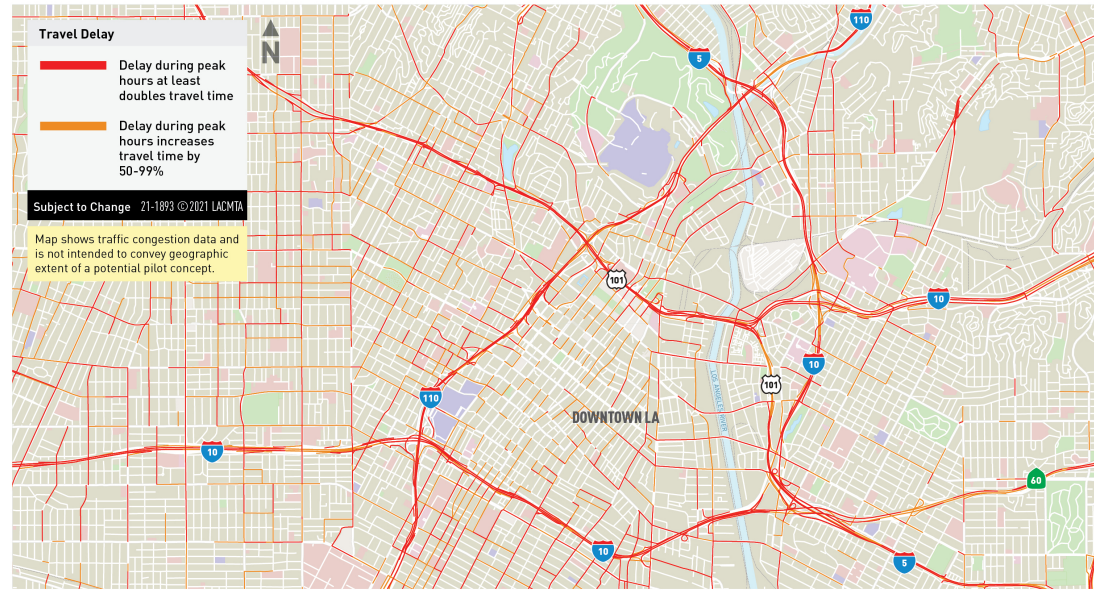 Travel Delay
Delay during peak
hours at least
doubles travel time
Delay during peak
hours increases
travel time by
50-99%
Subject to Change 21-1893 © 2021 LACMTA
Map shows traffic congestion data and
is not intended to convey geographic
extent of a potential pilot concept.
N
110
5
101
10
10
101
110
LOS ANGELES RIVER
DOWNTOWN LA
10
60
10
5